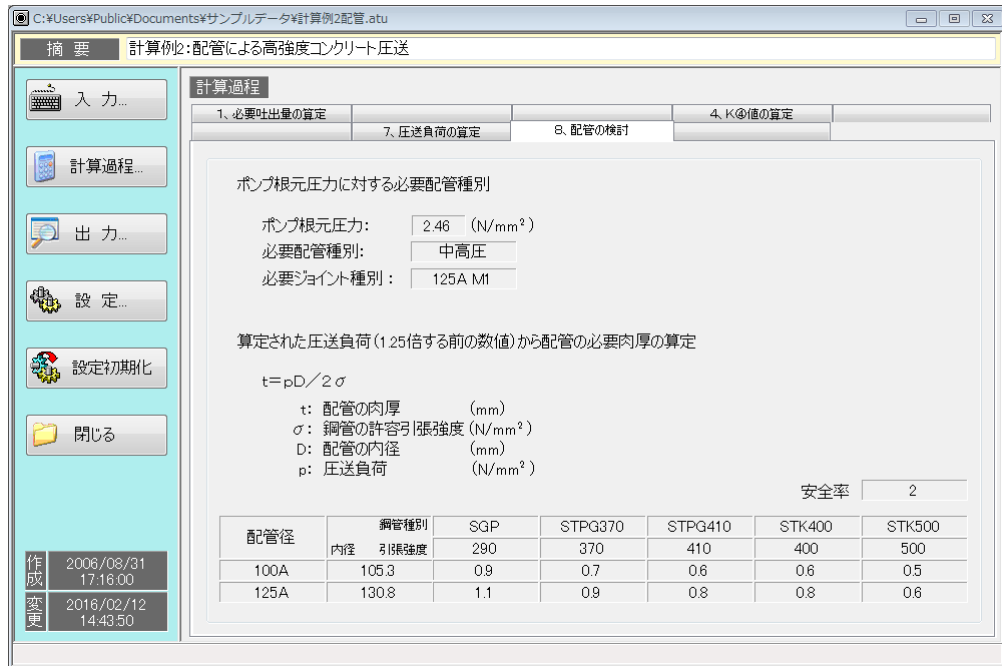 C:¥Users¥Public¥Documents¥サンプルデータ¥計算例2配管.atu
摘 要 計算例2:配管による高強度コンクリート圧送
入 力...
計算過程...
出 力...
設 定...
設定初期化
閉じる
作成 2006/08/31 17:16:00
変更 2016/02/12 14:43:50
計算過程
1、必要吐出量の算定 4、K④値の算定
7、圧送負荷の算定 8、配管の検討
ポンプ根元圧力に対する必要配管種別
ポンプ根元圧力: 2.46 (N/mm²)
必要配管種別: 中高圧
必要ジョイント種別: 125A M1
算定された圧送負荷(1.25倍する前の数値)から配管の必要肉厚の算定
t=pD/2σ
t: 配管の肉厚 (mm)
σ: 鋼管の許容引張強度 (N/mm²)
D: 配管の内径 (mm)
p: 圧送負荷 (N/mm²)
安全率 2
配管径 鋼管種別 SGP STPG370 STPG410 STK400 STK500
内径 引張強度 290 370 410 400 500
100A 105.3 0.9 0.7 0.6 0.6 0.5
125A 130.8 1.1 0.9 0.8 0.8 0.6